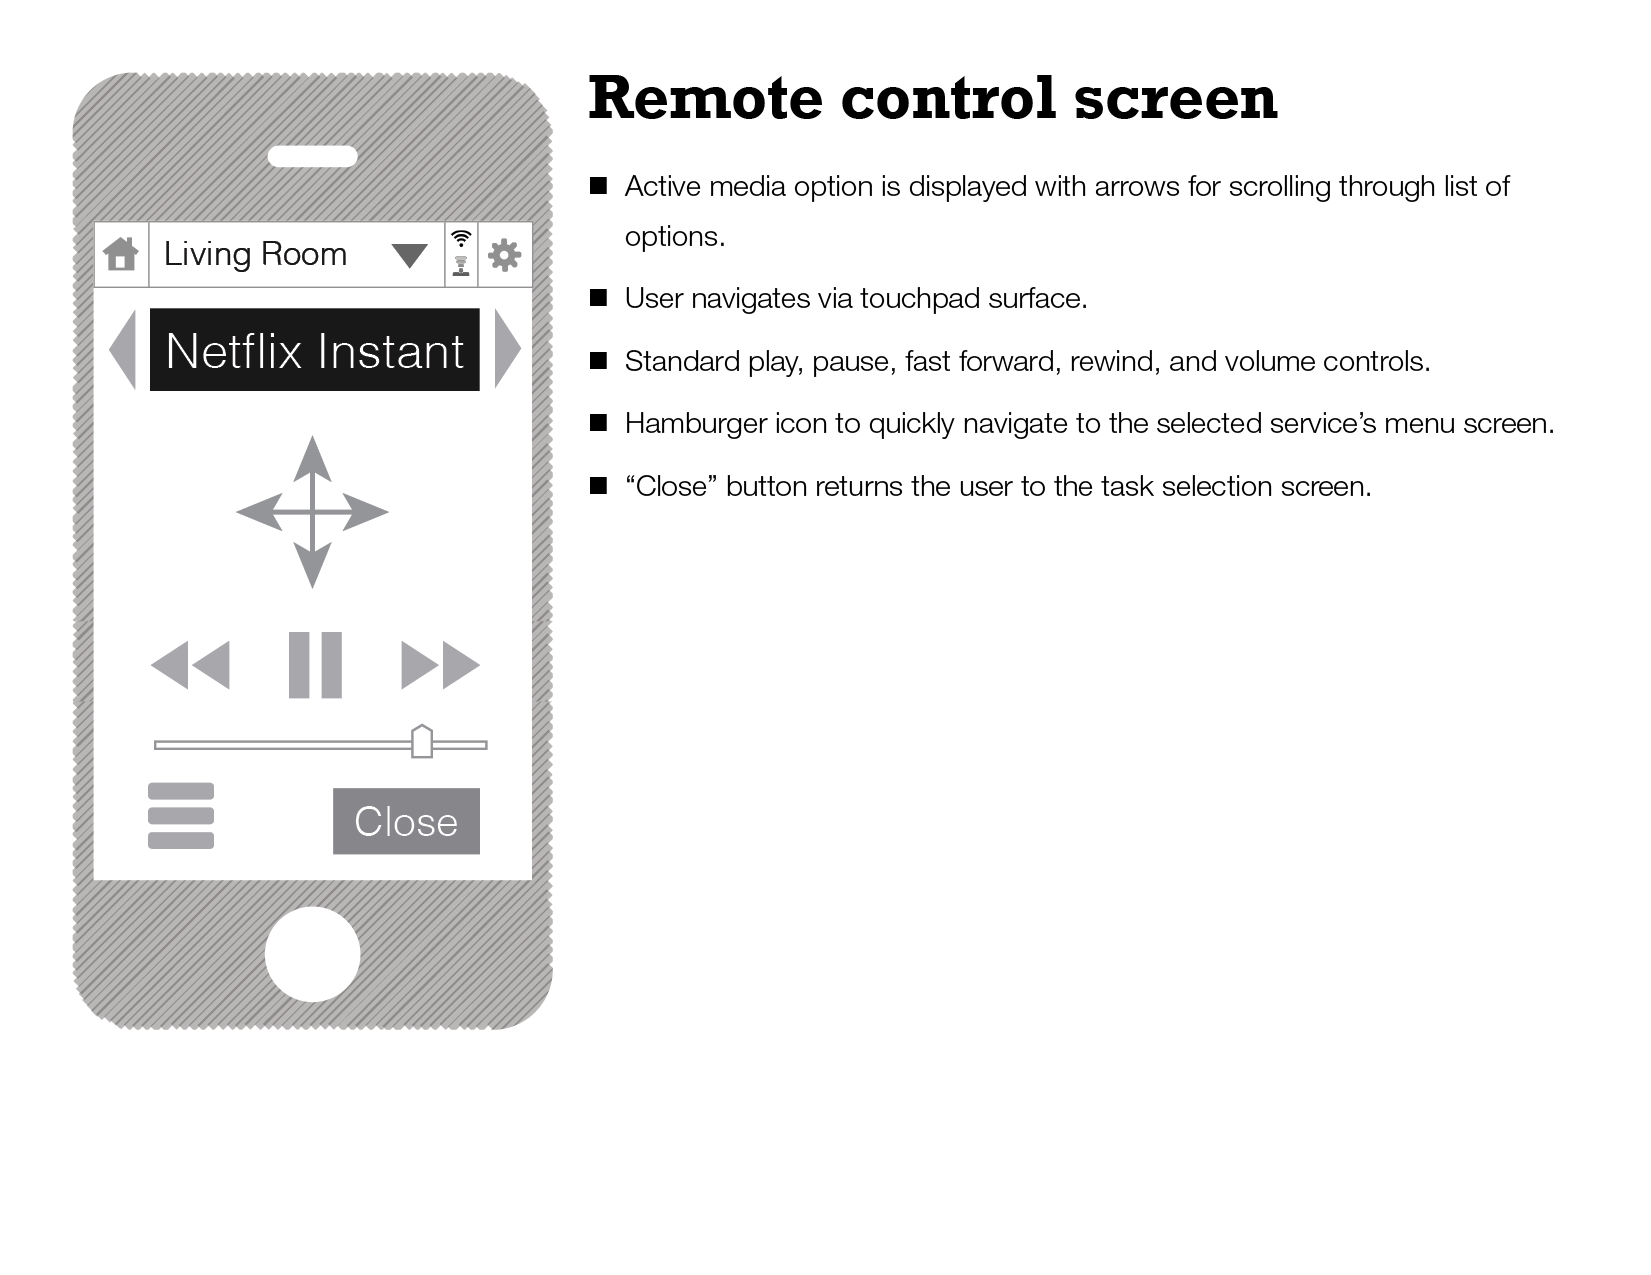 Remote control screen
■ Active media option is displayed with arrows for scrolling through list of
options.
■ User navigates via touchpad surface.
■ Standard play, pause, fast forward, rewind, and volume controls.
■ Hamburger icon to quickly navigate to the selected service’s menu screen.
■ “Close” button returns the user to the task selection screen.
Living Room
Netflix Instant
Close